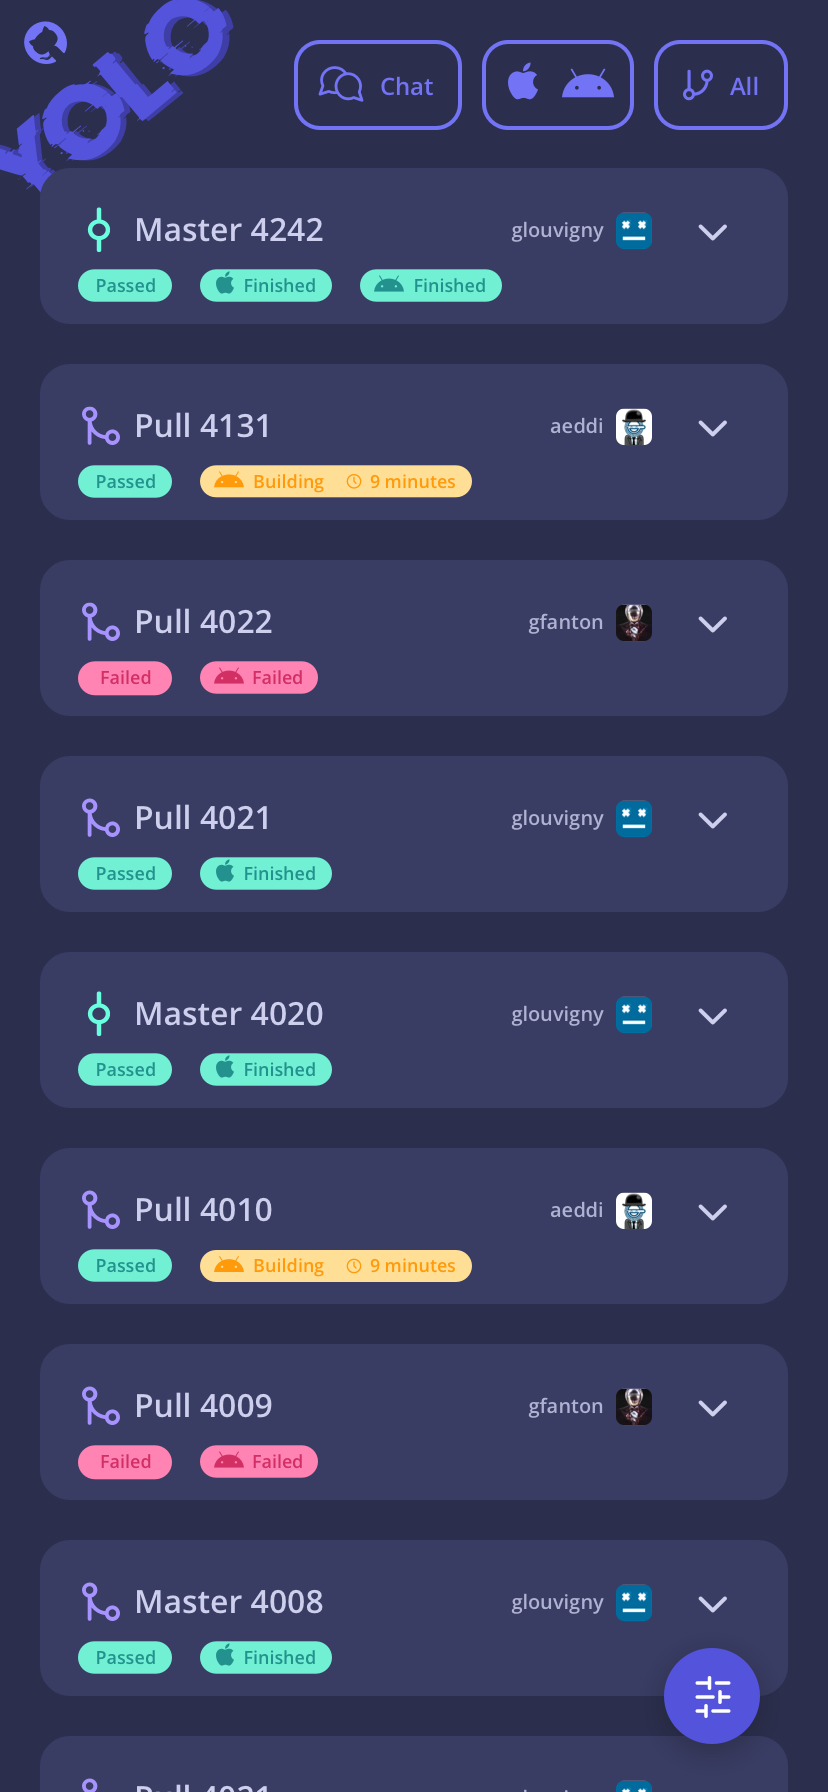 YOLO
Chat
All
Master 4242
glouvigny
Passed
Finished
Finished
Pull 4131
aeddi
Passed
Building
9 minutes
Pull 4022
gfanton
Failed
Failed
Pull 4021
glouvigny
Passed
Finished
Master 4020
glouvigny
Passed
Finished
Pull 4010
aeddi
Passed
Building
9 minutes
Pull 4009
gfanton
Failed
Failed
Master 4008
glouvigny
Passed
Finished